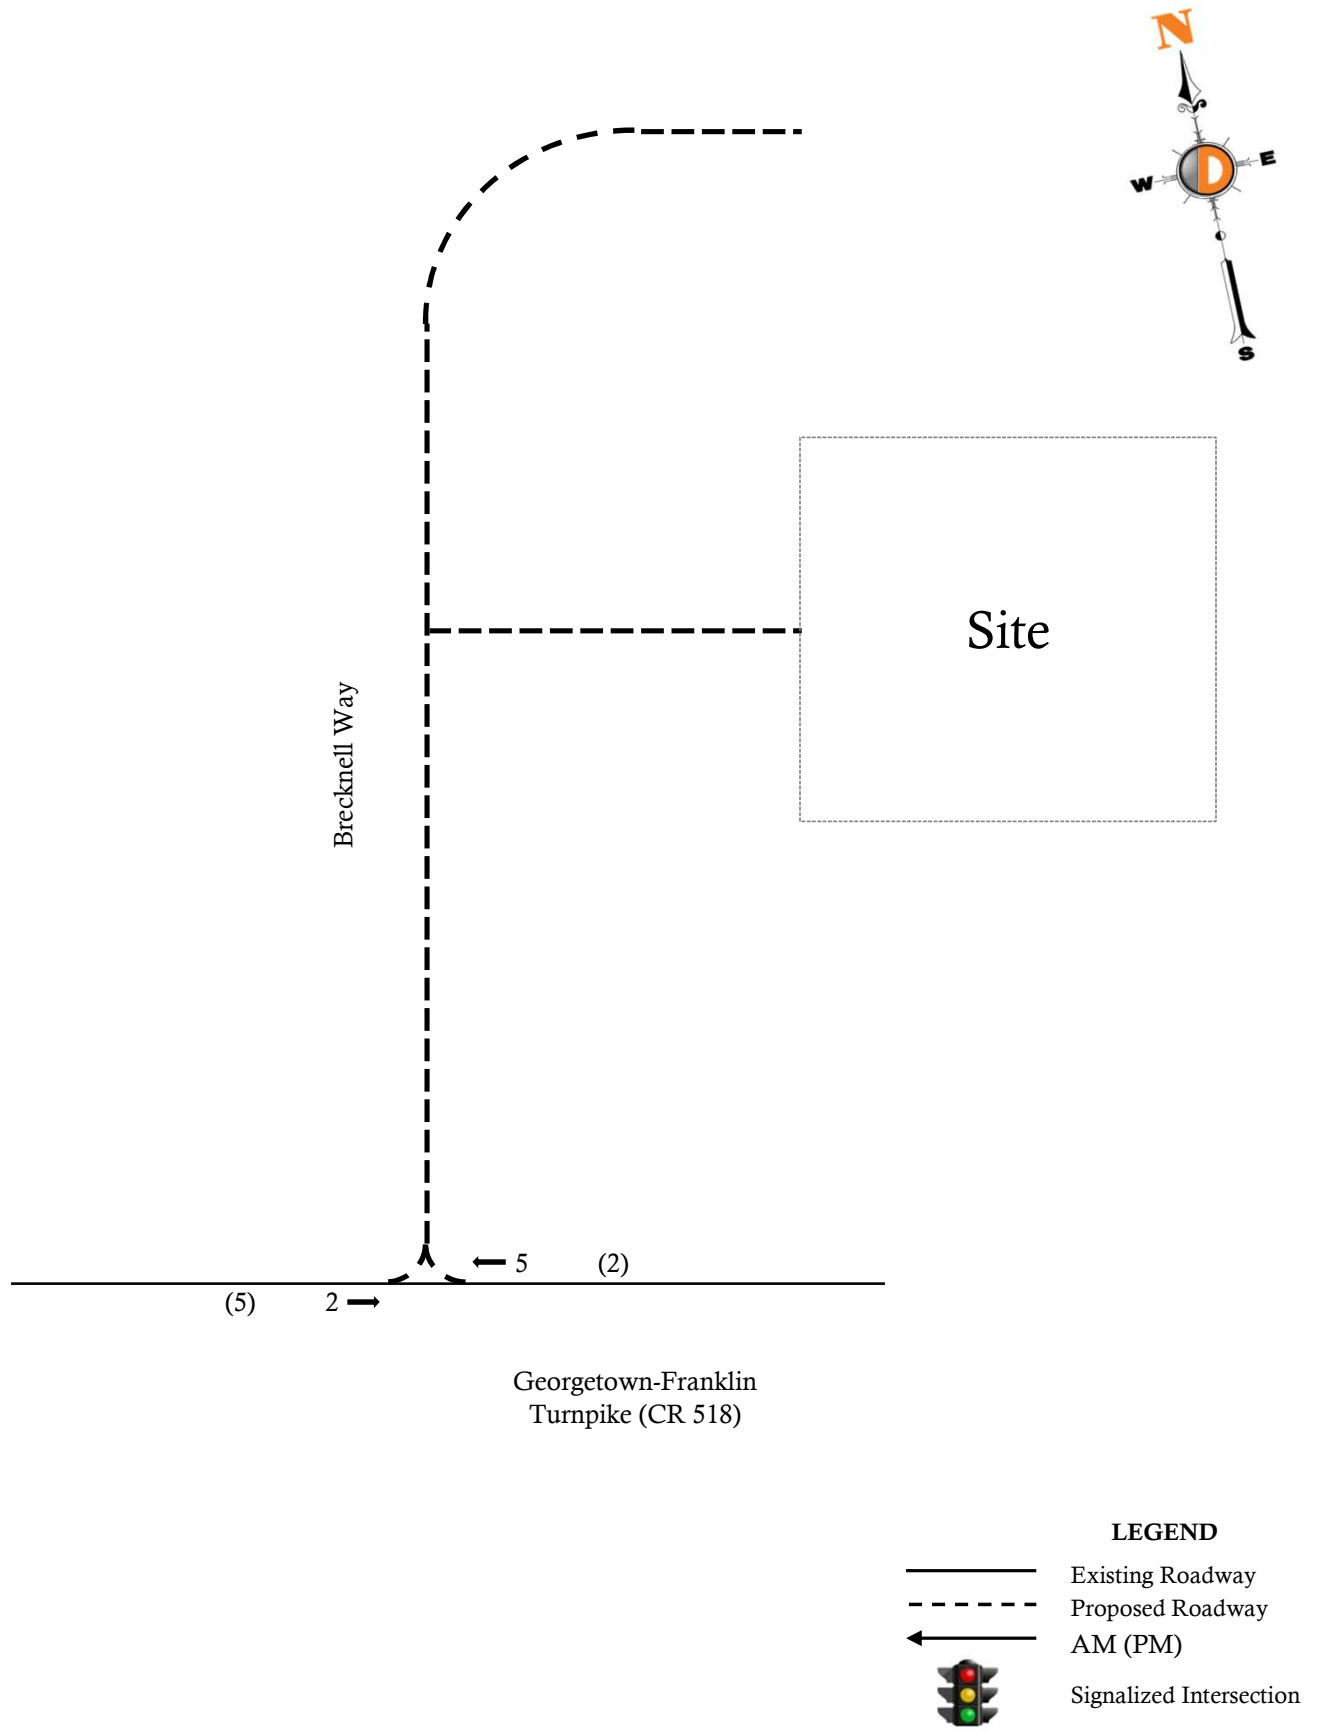 N
E
W
D
S
Site
Brecknell Way
5 (2)
(5) 2
Georgetown-Franklin
Turnpike (CR 518)
LEGEND
Existing Roadway
Proposed Roadway
AM (PM)
Signalized Intersection